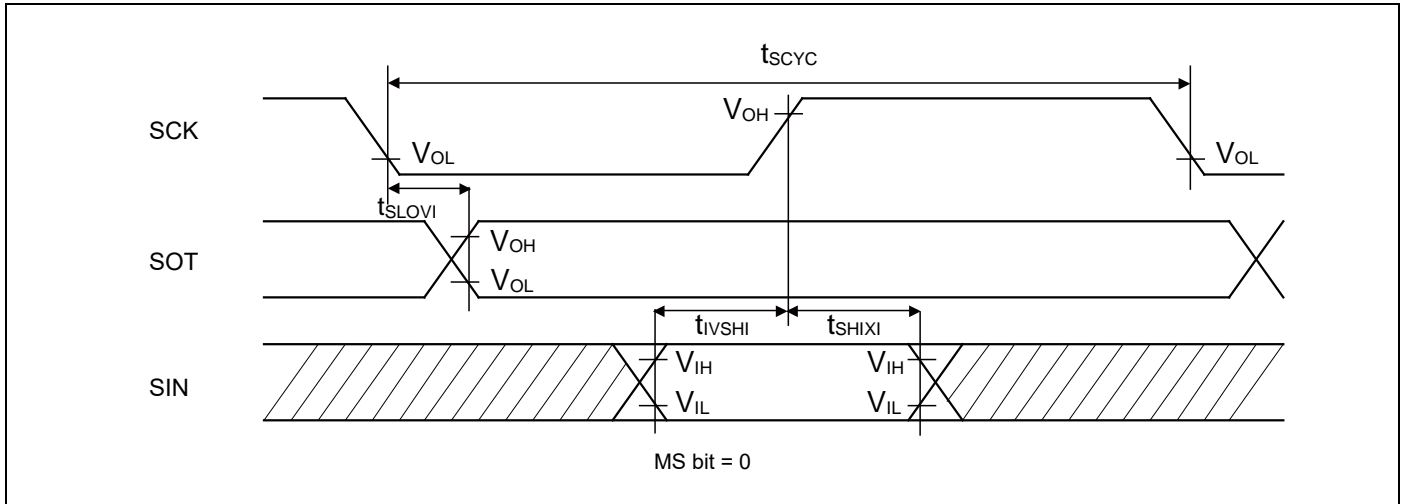 tSCYC
SCK
VOH
VOL
VOL
tSLOVI
SOT
VOH
VOL
tIVSHI
tSHIXI
SIN
VIH
VIH
VIL
VIL
MS bit = 0